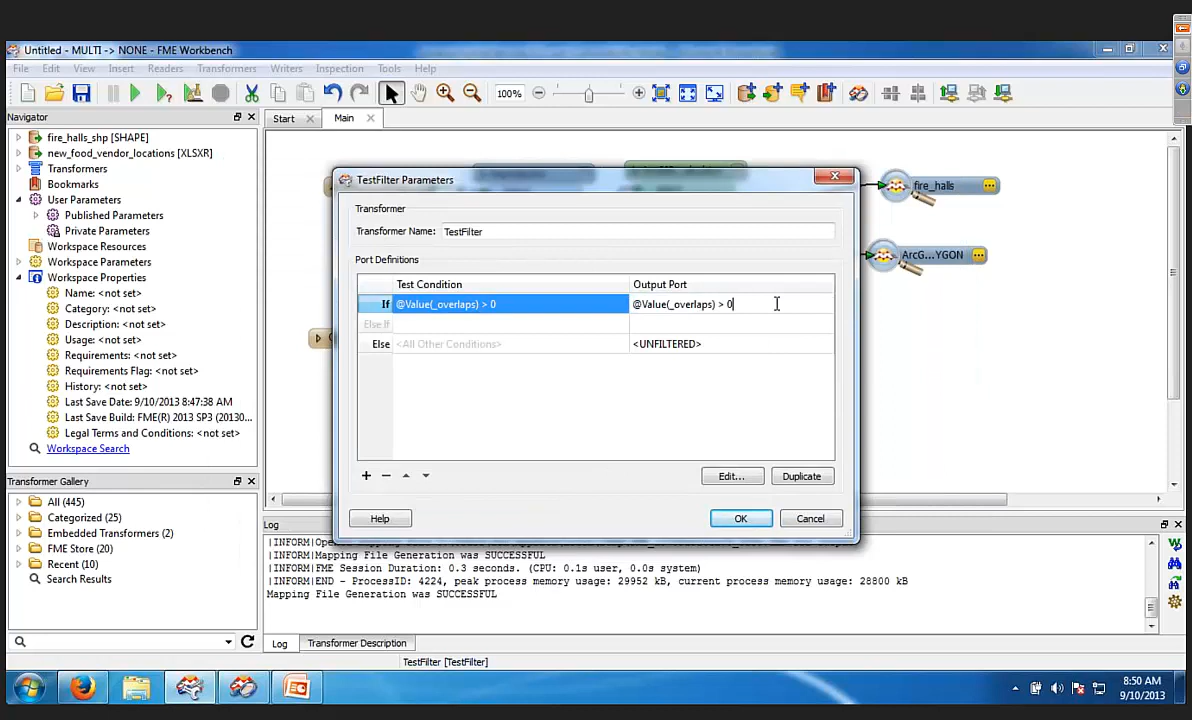 Untitled - MULTI -> NONE - FME Workbench
File Edit View Insert Readers Transformers Writers Inspection Tools Help
100%
Navigator
Start Main
fire_halls_shp [SHAPE]
new_food_vendor_locations [XLSXR]
Transformers
Bookmarks
User Parameters
Published Parameters
Private Parameters
Workspace Resources
Workspace Parameters
Workspace Properties
Name: <not set>
Category: <not set>
Description: <not set>
Usage: <not set>
Requirements: <not set>
Requirements Flag: <not set>
History: <not set>
Last Save Date: 9/10/2013 8:47:38 AM
Last Save Build: FME(R) 2013 SP3 (20130...
Legal Terms and Conditions: <not set>
Workspace Search
Transformer Gallery
All (445)
Categorized (25)
Embedded Transformers (2)
FME Store (20)
Recent (10)
Search Results
fire_halls
ArcG...YGON
TestFilter Parameters
Transformer
Transformer Name: TestFilter
Port Definitions
Test Condition Output Port
If @Value(_overlaps) > 0 @Value(_overlaps) > 0
Else If
Else <All Other Conditions> <UNFILTERED>
Edit... Duplicate
Help OK Cancel
Log
|INFORM|Mapping File Generation was SUCCESSFUL
|INFORM|FME Session Duration: 0.3 seconds. (CPU: 0.1s user, 0.0s system)
|INFORM|END - ProcessID: 4224, peak process memory usage: 29952 kB, current process memory usage: 28800 kB
Mapping File Generation was SUCCESSFUL
Log Transformer Description
TestFilter [TestFilter]
8:50 AM
9/10/2013